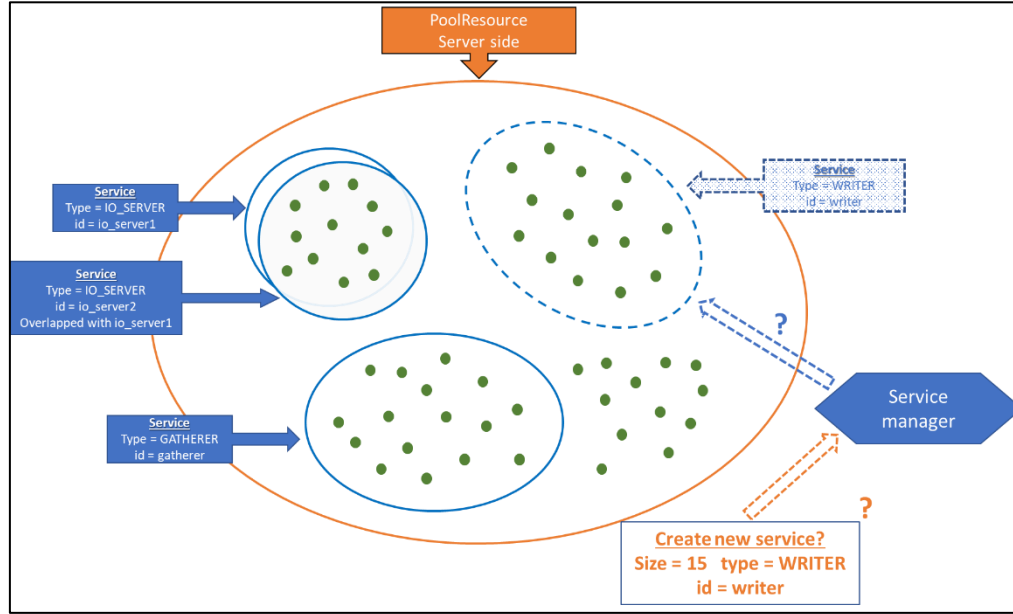 PoolResource
Server side
Service
Type = IO_SERVER
id = io_server1
Service
Type = WRITER
id = writer
Service
Type = IO_SERVER
id = io_server2
Overlapped with io_server1
?
Service
manager
Service
Type = GATHERER
id = gatherer
?
Create new service?
Size = 15 type = WRITER
id = writer